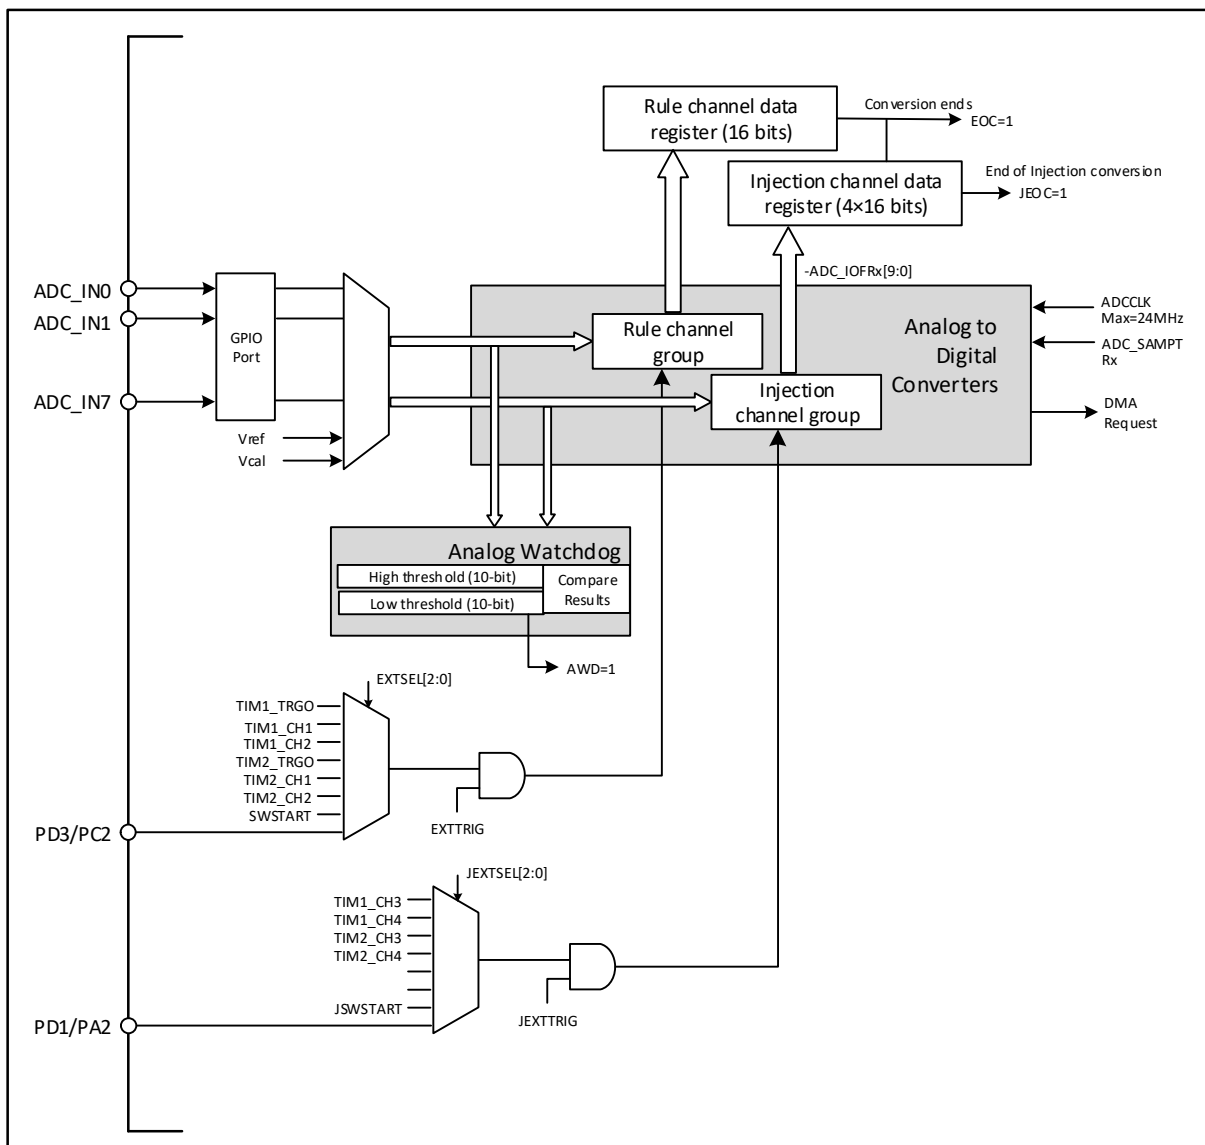 Rule channel data
register (16 bits)
Conversion ends
EOC=1
Injection channel data
register (4×16 bits)
End of Injection conversion
JEOC=1
-ADC_IOFRx[9:0]
ADC_IN0
ADC_IN1
ADC_IN7
GPIO
Port
Vref
Vcal
Rule channel
group
Injection
channel group
Analog to
Digital
Converters
ADCCLK
Max=24MHz
ADC_SAMPT
Rx
DMA
Request
Analog Watchdog
High threshold (10-bit)
Low threshold (10-bit)
Compare
Results
AWD=1
EXTSEL[2:0]
TIM1_TRGO
TIM1_CH1
TIM1_CH2
TIM2_TRGO
TIM2_CH1
TIM2_CH2
SWSTART
PD3/PC2
EXTTRIG
JEXTSEL[2:0]
TIM1_CH3
TIM1_CH4
TIM2_CH3
TIM2_CH4
JSWSTART
PD1/PA2
JEXTTRIG